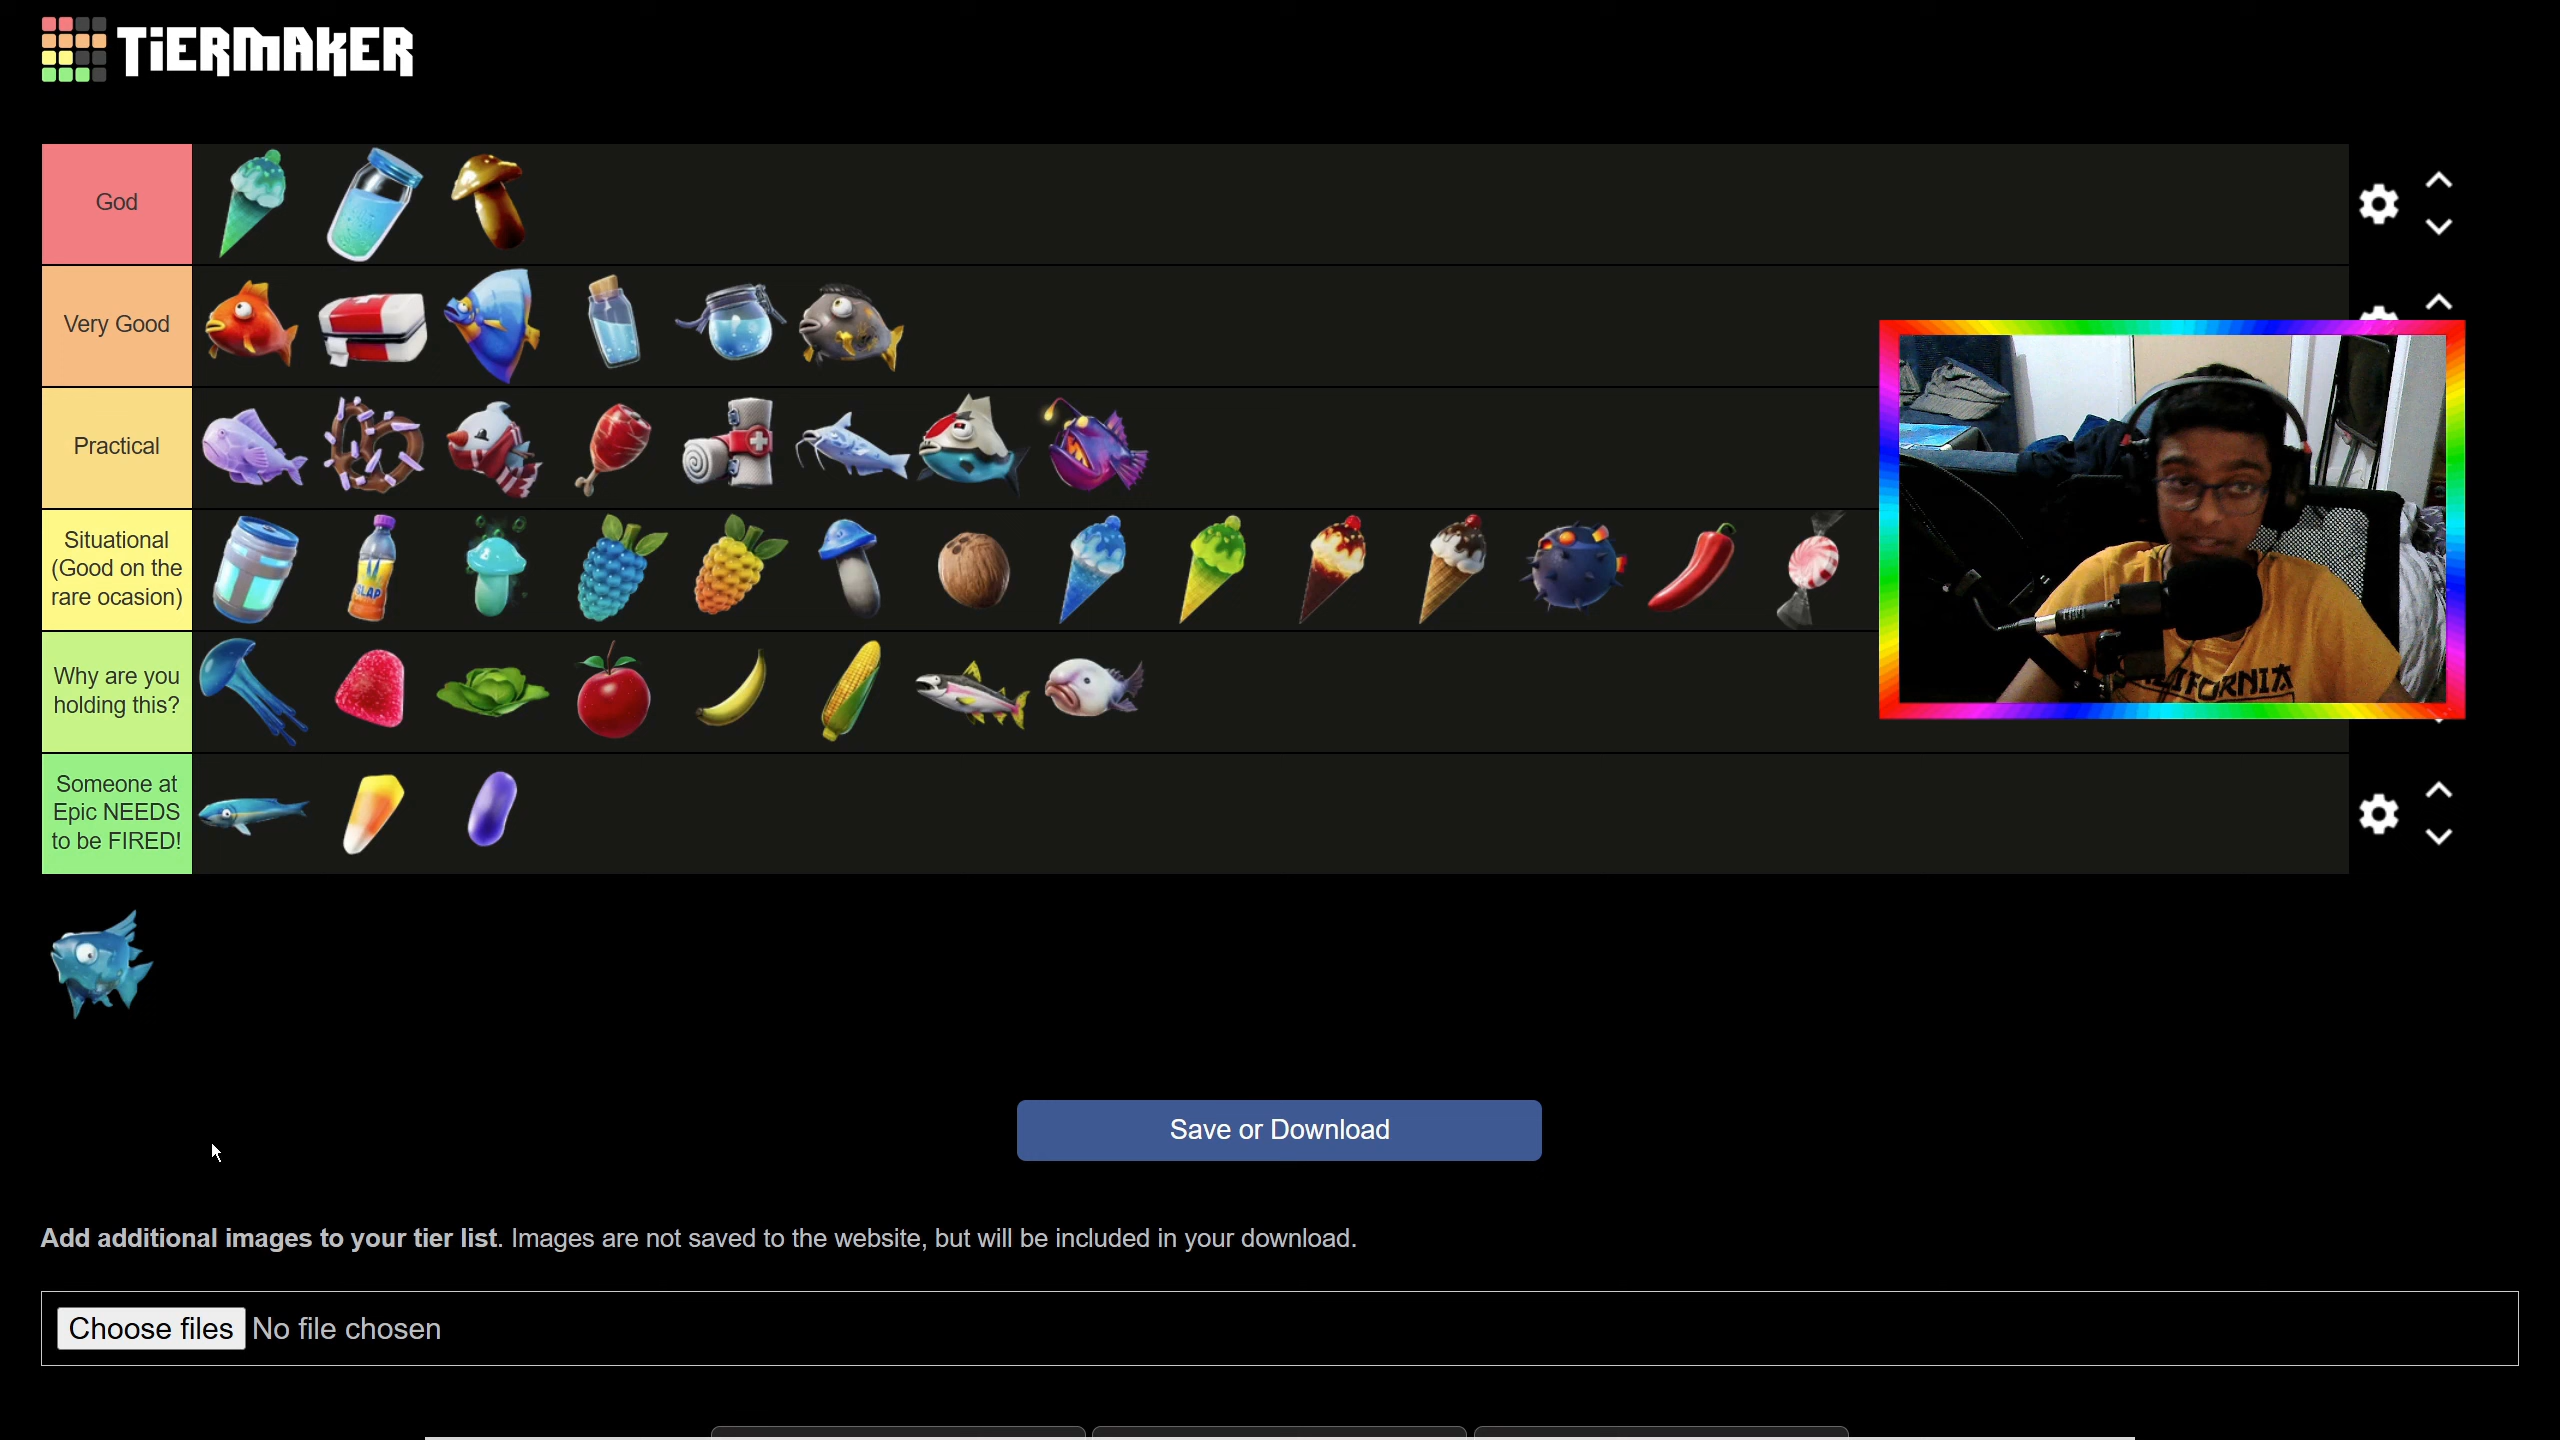 TiERMAKER
God
Very Good
Practical
Situational
(Good on the
rare ocasion)
SLAP
Why are you
holding this?
Someone at
Epic NEEDS
to be FIRED!
Save or Download
Add additional images to your tier list. Images are not saved to the website, but will be included in your download.
Choose files No file chosen